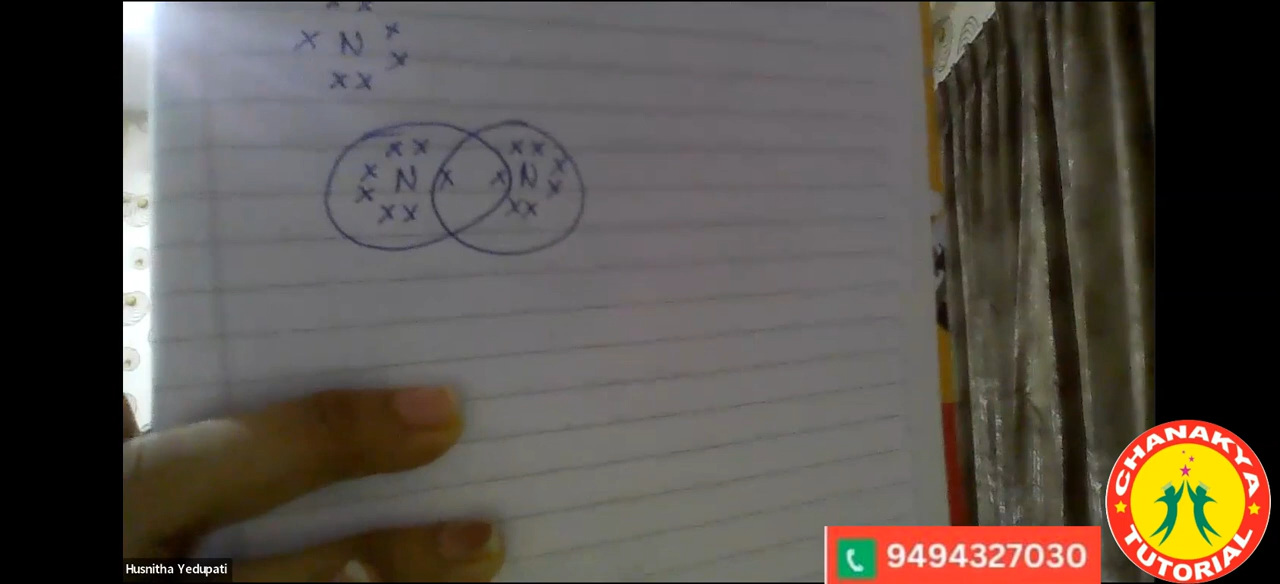 x x
x N x
x
x x
x x x x
x N x x N x
x x
x x x x
Husnitha Yedupati
9494327030
CHANAKYA
TUTORIAL